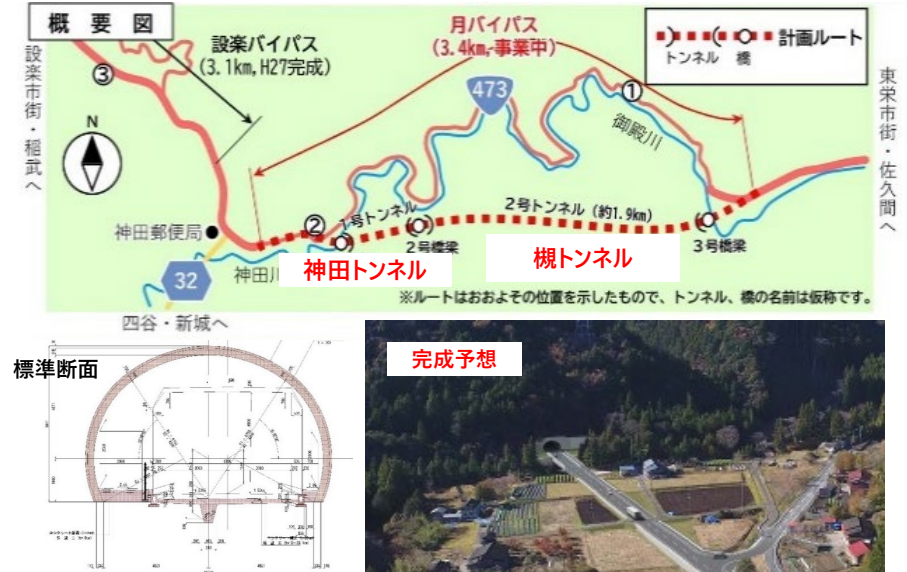 概 要 図
設楽市街・稲武へ
③
設楽バイパス
(3.1km,H27完成)
月バイパス
(3.4km,事業中)
473
①
御殿川
計画ルート
トンネル 橋
東栄市街・佐久間へ
N
神田郵便局
32
四谷・新城へ
神田川
②
1号トンネル
神田トンネル
2号橋梁
2号トンネル(約1.9km)
槻トンネル
3号橋梁
※ルートはおおよその位置を示したもので、トンネル、橋の名前は仮称です。
標準断面
完成予想